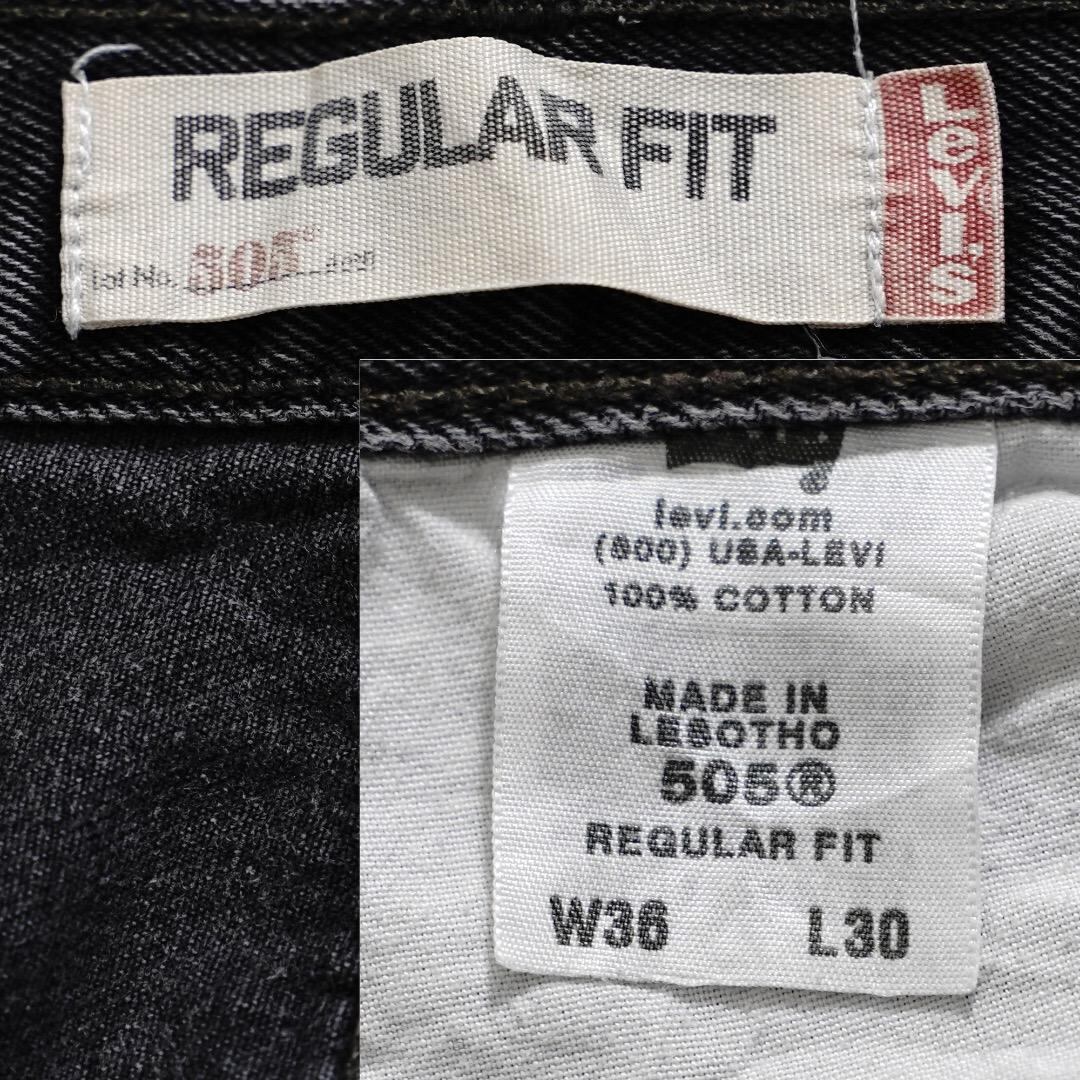 REGULAR FIT
Lot No. 505®
LEVI'S
®
levi.com
(800) USA-LEVI
100% COTTON
MADE IN
LESOTHO
505®
REGULAR FIT
W36 L30